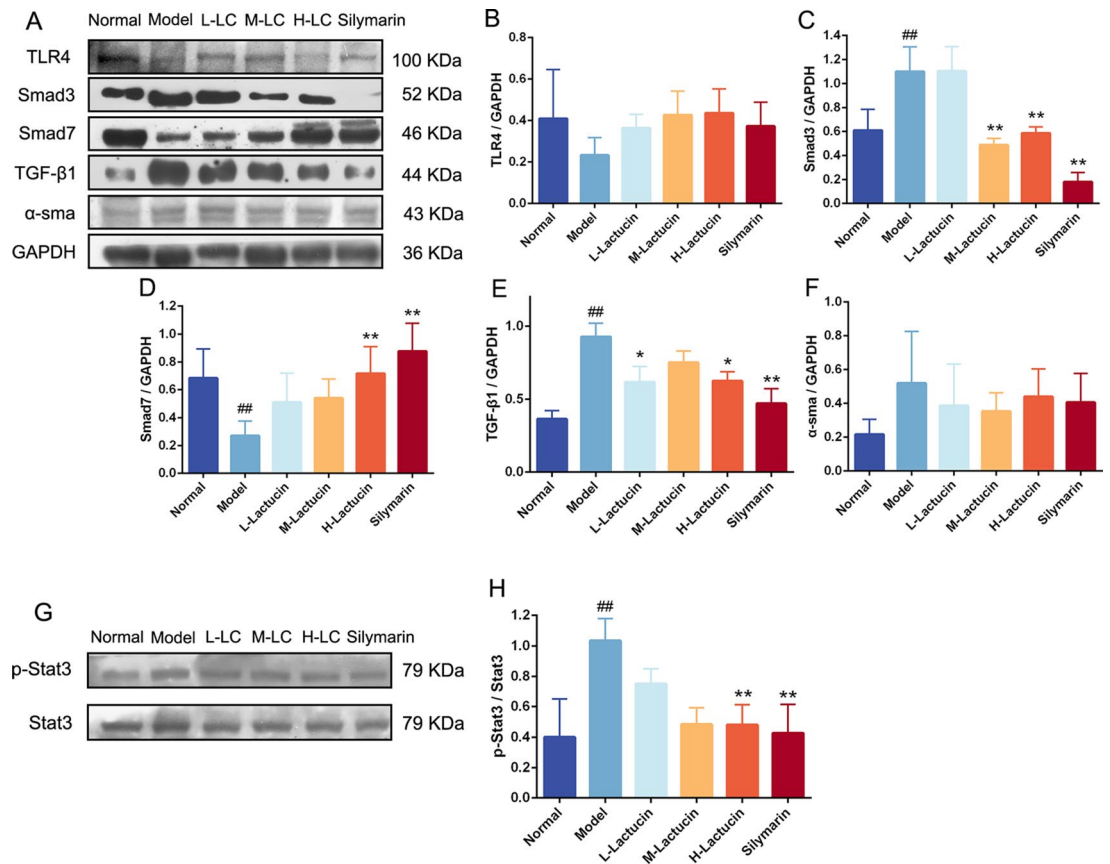 A
Normal Model L-LC M-LC H-LC Silymarin
TLR4 100 KDa
Smad3 52 KDa
Smad7 46 KDa
TGF-β1 44 KDa
α-sma 43 KDa
GAPDH 36 KDa
B
TLR4 / GAPDH
0.8
0.6
0.4
0.2
0.0
Normal
Model
L-Lactucin
M-Lactucin
H-Lactucin
Silymarin
C
Smad3 / GAPDH
1.4
1.2
1.0
0.8
0.6
0.4
0.2
0.0
##
**
**
**
Normal
Model
L-Lactucin
M-Lactucin
H-Lactucin
Silymarin
D
Smad7 / GAPDH
1.2
1.0
0.8
0.6
0.4
0.2
0.0
##
**
**
Normal
Model
L-Lactucin
M-Lactucin
H-Lactucin
Silymarin
E
TGF-β1 / GAPDH
1.0
0.5
0.0
##
*
*
**
Normal
Model
L-Lactucin
M-Lactucin
H-Lactucin
Silymarin
F
α-sma / GAPDH
1.0
0.8
0.6
0.4
0.2
0.0
Normal
Model
L-Lactucin
M-Lactucin
H-Lactucin
Silymarin
G
Normal Model L-LC M-LC H-LC Silymarin
p-Stat3 79 KDa
Stat3 79 KDa
H
p-Stat3 / Stat3
1.2
1.0
0.8
0.6
0.4
0.2
0.0
##
**
**
Normal
Model
L-Lactucin
M-Lactucin
H-Lactucin
Silymarin